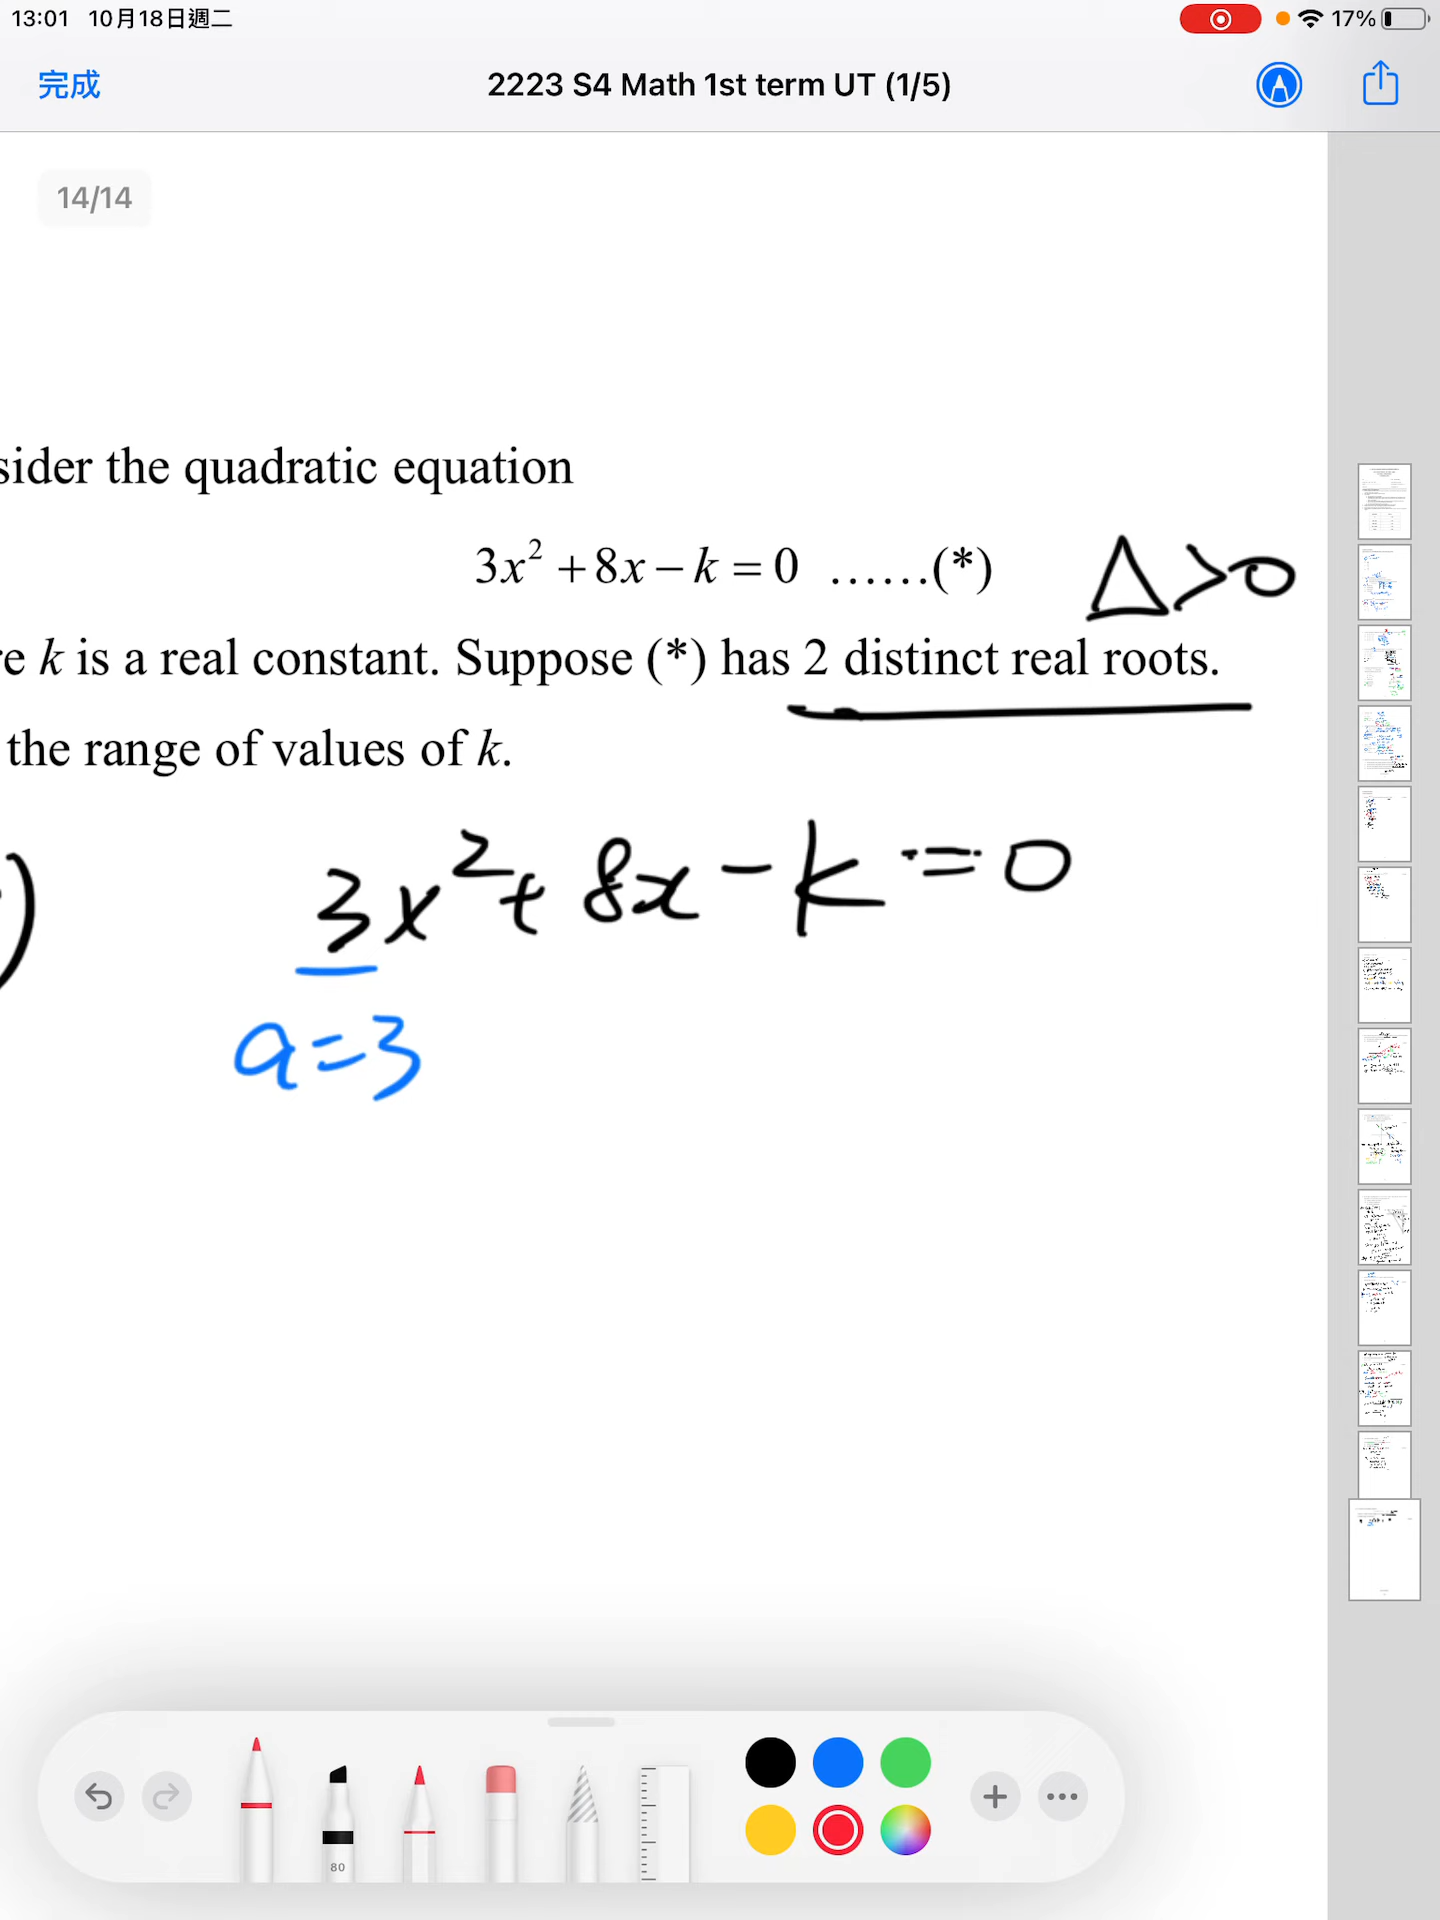 13:01 10月18日週二
17%
完成
2223 S4 Math 1st term UT (1/5)
14/14
sider the quadratic equation
3x² + 8x − k = 0 ......(*)
Δ>0
e k is a real constant. Suppose (*) has 2 distinct real roots.
the range of values of k.
) 3x² + 8x − k = 0
a=3
80